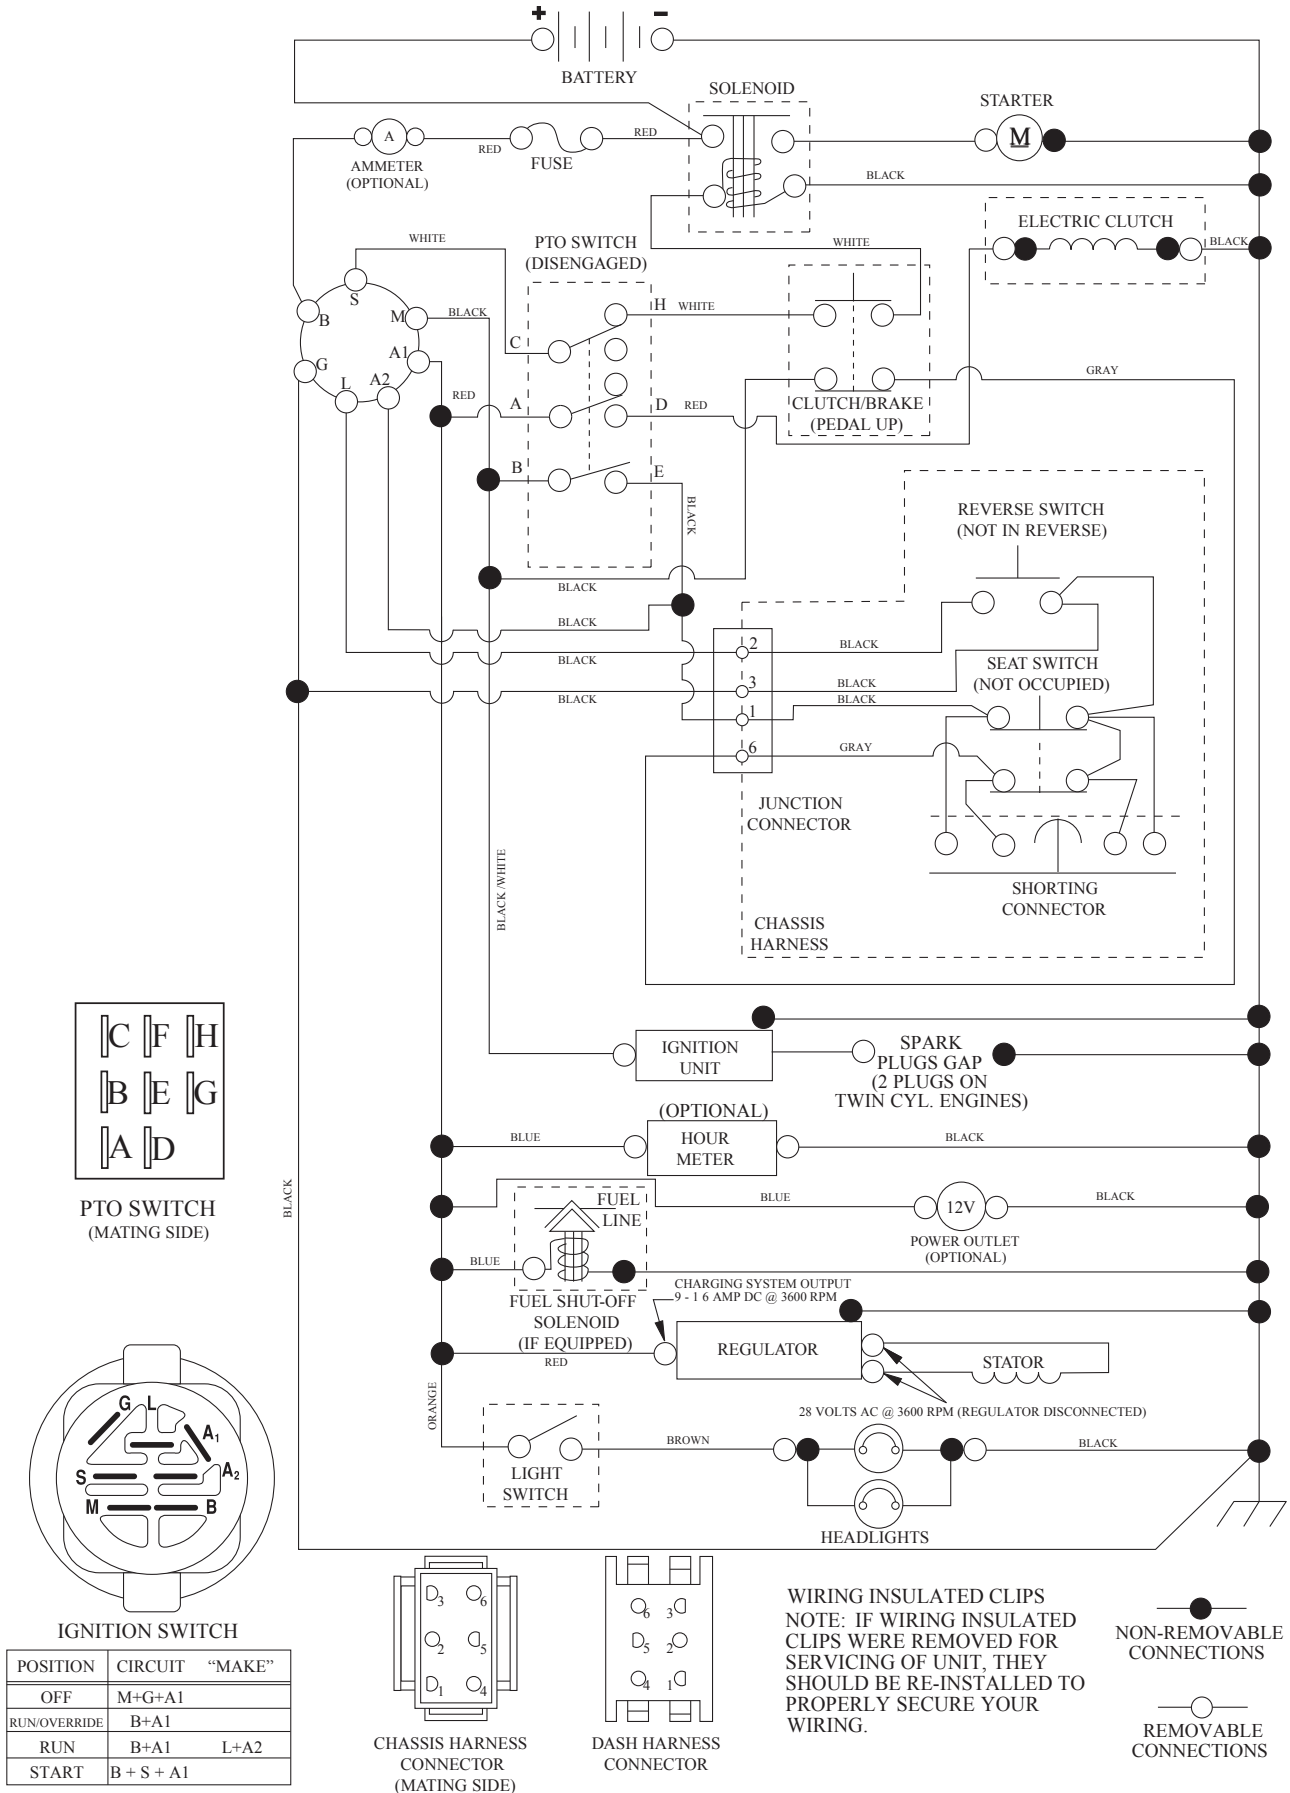 + −
BATTERY
SOLENOID
STARTER
M
A
AMMETER
(OPTIONAL)
RED
FUSE
RED
BLACK
ELECTRIC CLUTCH
BLACK
WHITE
PTO SWITCH
(DISENGAGED)
WHITE
S
B
M
G
A1
L
A2
BLACK
RED
C
H
WHITE
A
D
RED
B
E
BLACK
CLUTCH/BRAKE
(PEDAL UP)
GRAY
REVERSE SWITCH
(NOT IN REVERSE)
BLACK
BLACK
BLACK
BLACK
2
3
1
6
BLACK
BLACK
BLACK
GRAY
SEAT SWITCH
(NOT OCCUPIED)
JUNCTION
CONNECTOR
SHORTING
CONNECTOR
CHASSIS
HARNESS
BLACK /WHITE
BLACK
C F H
B E G
A D
PTO SWITCH
(MATING SIDE)
IGNITION
UNIT
SPARK
PLUGS GAP
(2 PLUGS ON
TWIN CYL. ENGINES)
(OPTIONAL)
HOUR
METER
BLUE
BLACK
BLUE
12V
BLACK
POWER OUTLET
(OPTIONAL)
FUEL
LINE
BLUE
FUEL SHUT-OFF
SOLENOID
(IF EQUIPPED)
CHARGING SYSTEM OUTPUT
9 - 1 6 AMP DC @ 3600 RPM
RED
REGULATOR
STATOR
28 VOLTS AC @ 3600 RPM (REGULATOR DISCONNECTED)
ORANGE
LIGHT
SWITCH
BROWN
BLACK
HEADLIGHTS
G L
A1
S
A2
M B
IGNITION SWITCH
POSITION CIRCUIT “MAKE”
OFF M+G+A1
RUN/OVERRIDE B+A1
RUN B+A1 L+A2
START B + S + A1
3 6
2 5
1 4
CHASSIS HARNESS
CONNECTOR
(MATING SIDE)
6 3
5 2
4 1
DASH HARNESS
CONNECTOR
WIRING INSULATED CLIPS
NOTE: IF WIRING INSULATED
CLIPS WERE REMOVED FOR
SERVICING OF UNIT, THEY
SHOULD BE RE-INSTALLED TO
PROPERLY SECURE YOUR
WIRING.
NON-REMOVABLE
CONNECTIONS
REMOVABLE
CONNECTIONS